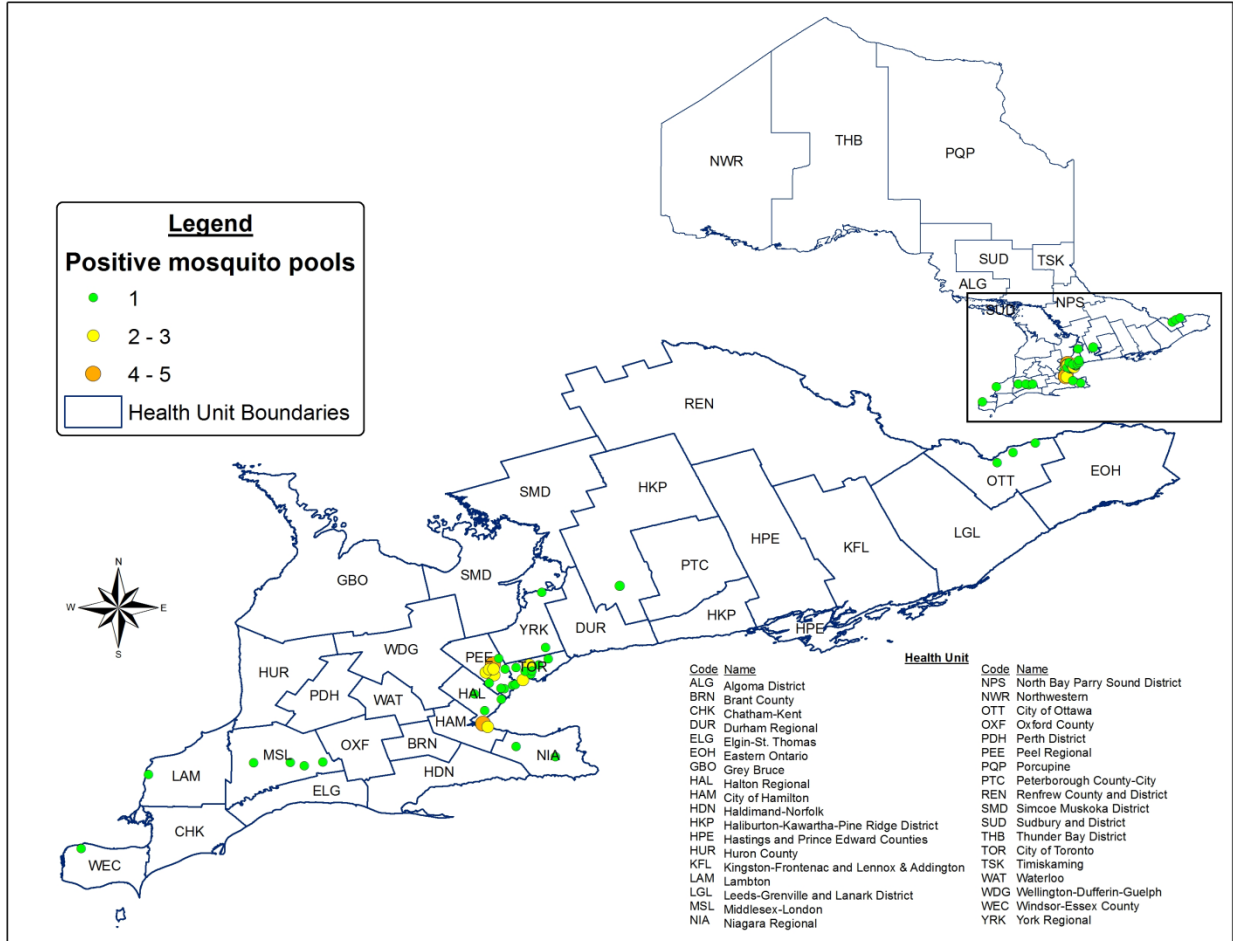 Legend
Positive mosquito pools
1
2 - 3
4 - 5
Health Unit Boundaries
NWR
THB
PQP
SUD
TSK
ALG
SUD
NPS
N
W
E
S
REN
SMD
HKP
OTT
EOH
HPE
KFL
LGL
PTC
GBO
SMD
HKP
HPE
YRK
DUR
WDG
PEE
TOR
HUR
PDH
WAT
HAL
HAM
MSL
OXF
BRN
NIA
LAM
HDN
ELG
CHK
WEC
Health Unit
Code Name
ALG Algoma District
BRN Brant County
CHK Chatham-Kent
DUR Durham Regional
ELG Elgin-St. Thomas
EOH Eastern Ontario
GBO Grey Bruce
HAL Halton Regional
HAM City of Hamilton
HDN Haldimand-Norfolk
HKP Haliburton-Kawartha-Pine Ridge District
HPE Hastings and Prince Edward Counties
HUR Huron County
KFL Kingston-Frontenac and Lennox & Addington
LAM Lambton
LGL Leeds-Grenville and Lanark District
MSL Middlesex-London
NIA Niagara Regional
Code Name
NPS North Bay Parry Sound District
NWR Northwestern
OTT City of Ottawa
OXF Oxford County
PDH Perth District
PEE Peel Regional
PQP Porcupine
PTC Peterborough County-City
REN Renfrew County and District
SMD Simcoe Muskoka District
SUD Sudbury and District
THB Thunder Bay District
TOR City of Toronto
TSK Timiskaming
WAT Waterloo
WDG Wellington-Dufferin-Guelph
WEC Windsor-Essex County
YRK York Regional